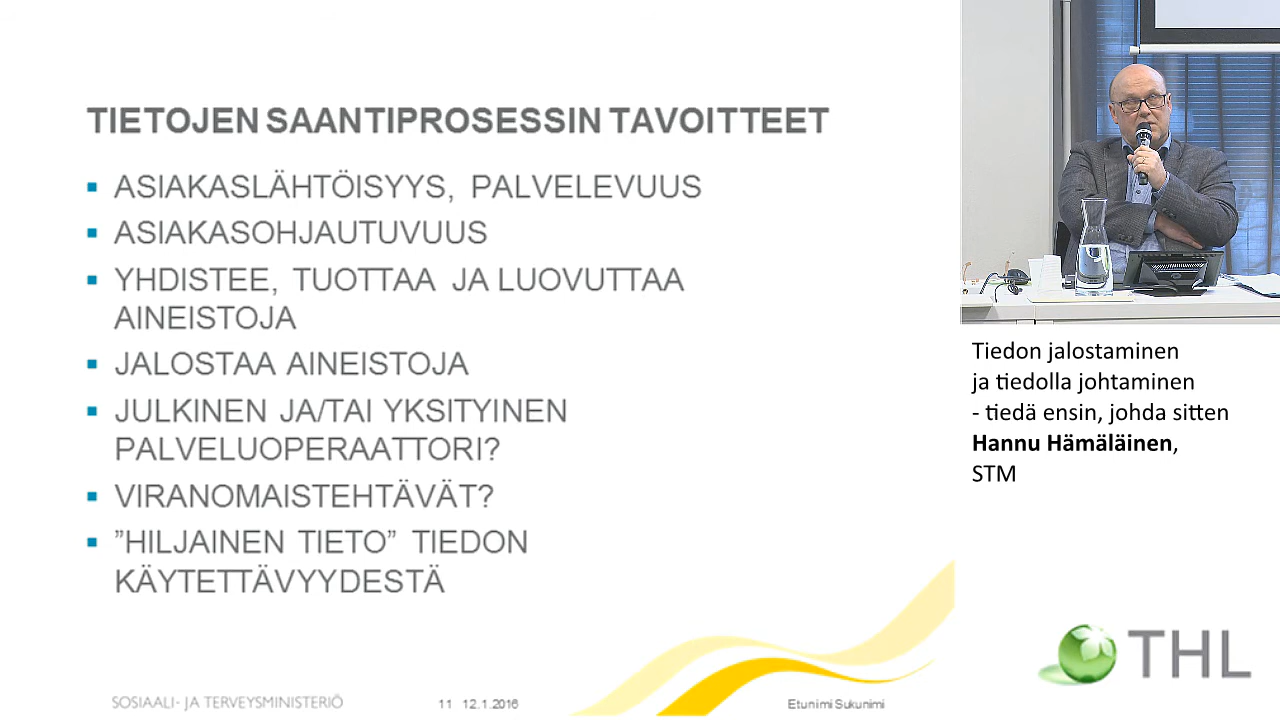 TIETOJEN SAANTIPROSESSIN TAVOITTEET
ASIAKASLÄHTÖISYYS, PALVELEVUUS
ASIAKASOHJAUTUVUUS
YHDISTEE, TUOTTAA JA LUOVUTTAA
AINEISTOJA
JALOSTAA AINEISTOJA
JULKINEN JA/TAI YKSITYINEN
PALVELUOPERAATTORI?
VIRANOMAISTEHTÄVÄT?
”HILJAINEN TIETO” TIEDON
KÄYTETTÄVYYDESTÄ
SOSIAALI- JA TERVEYSMINISTERIÖ
11 12.1.2016
Etunimi Sukunimi
Tiedon jalostaminen
ja tiedolla johtaminen
- tiedä ensin, johda sitten
Hannu Hämäläinen,
STM
THL